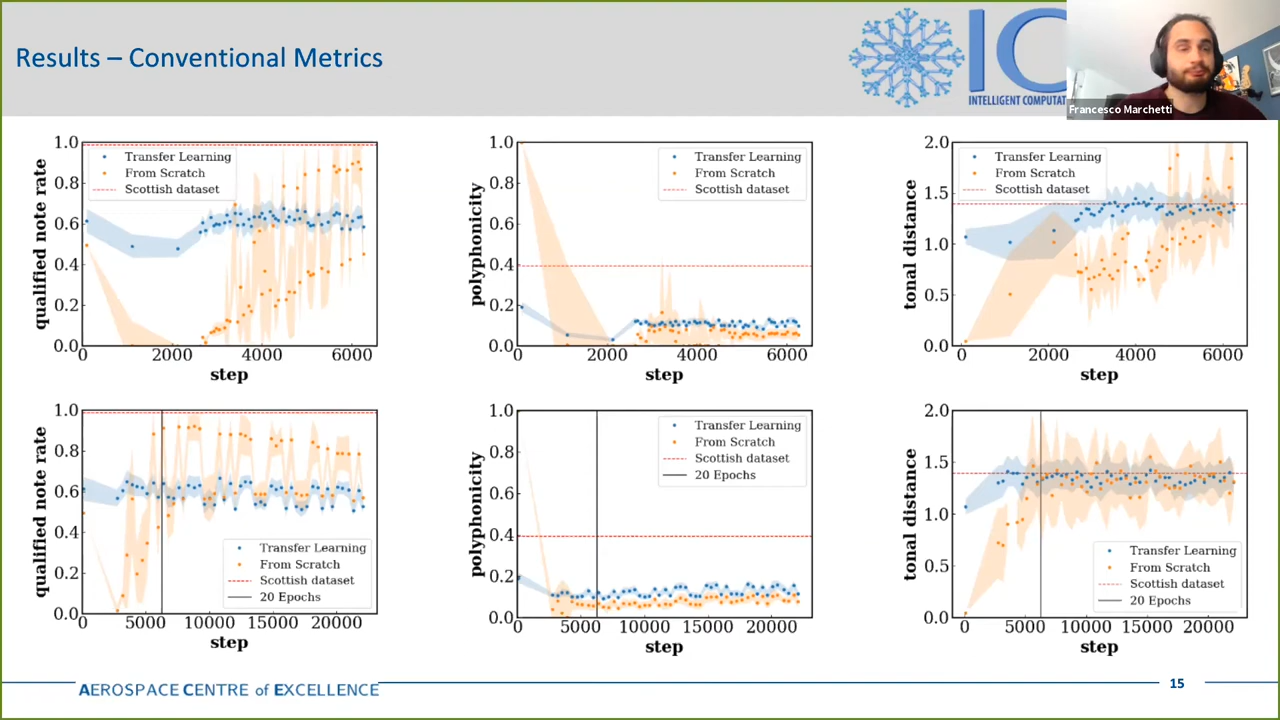 Results – Conventional Metrics
INTELLIGENT COMPUTAT
Francesco Marchetti
1.0
0.8
0.6
0.4
0.2
0.0
qualified note rate
Transfer Learning
From Scratch
Scottish dataset
0
2000
4000
6000
step
1.0
0.8
0.6
0.4
0.2
0.0
polyphonicity
Transfer Learning
From Scratch
Scottish dataset
0
2000
4000
6000
step
2.0
1.5
1.0
0.5
0.0
tonal distance
Transfer Learning
From Scratch
Scottish dataset
0
2000
4000
6000
step
1.0
0.8
0.6
0.4
0.2
0.0
qualified note rate
Transfer Learning
From Scratch
Scottish dataset
20 Epochs
0
5000
10000
15000
20000
step
1.0
0.8
0.6
0.4
0.2
0.0
polyphonicity
Transfer Learning
From Scratch
Scottish dataset
20 Epochs
0
5000
10000
15000
20000
step
2.0
1.5
1.0
0.5
0.0
tonal distance
Transfer Learning
From Scratch
Scottish dataset
20 Epochs
0
5000
10000
15000
20000
step
AEROSPACE CENTRE of EXCELLENCE
15